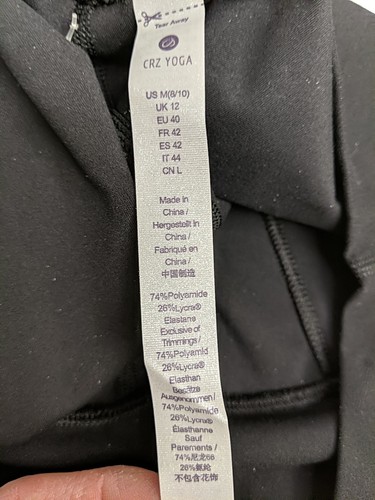 Tear Away
CRZ YOGA
US M(8/10)
UK 12
EU 40
FR 42
ES 42
IT 44
CN L
Made in
China /
Hergestellt in
China /
Fabriqué en
China /
中国制造
74%Polyamide
26%Lycra®
Elastane
Exclusive of
Trimmings /
74%Polyamid
26%Lycra®
Elasthan
Besätze
Ausgenommen/
74%Polyamide
26%Lycra®
Élasthanne
Sauf
Parements /
74%尼龙66
26%氨纶
不包含花饰